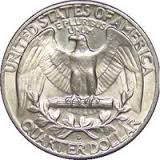 UNITED STATES OF AMERICA
E PLURIBUS
UNUM
QUARTER DOLLAR